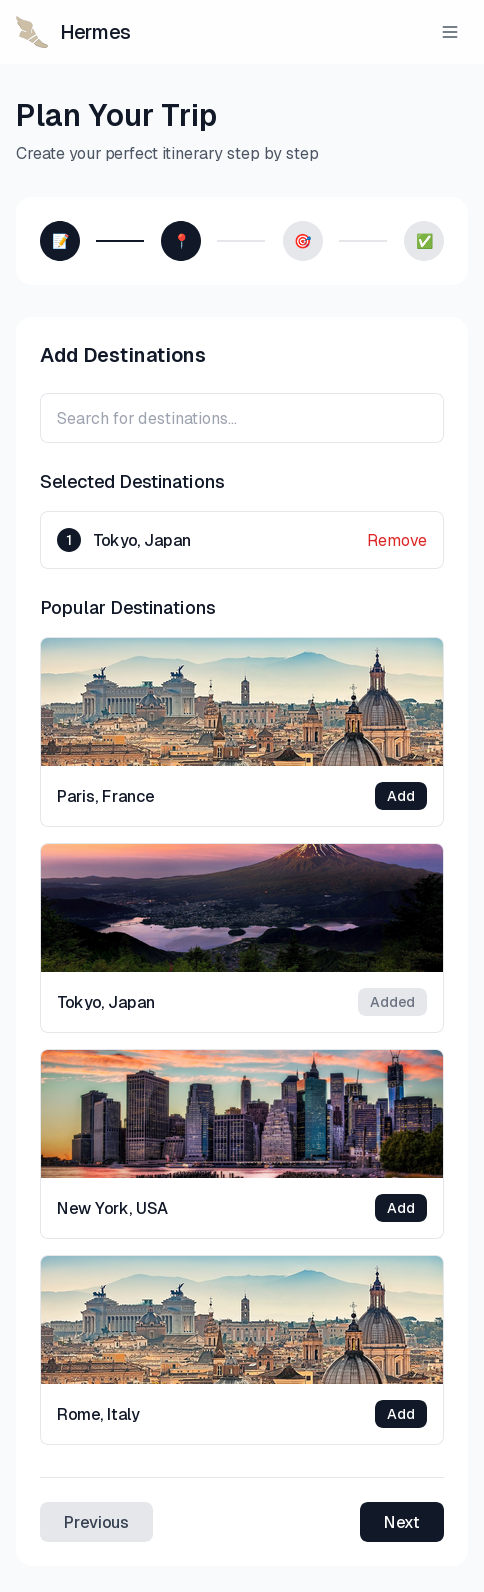 Hermes
Plan Your Trip
Create your perfect itinerary step by step
Add Destinations
Search for destinations...
Selected Destinations
1 Tokyo, Japan Remove
Popular Destinations
Paris, France Add
Tokyo, Japan Added
New York, USA Add
Rome, Italy Add
Previous Next